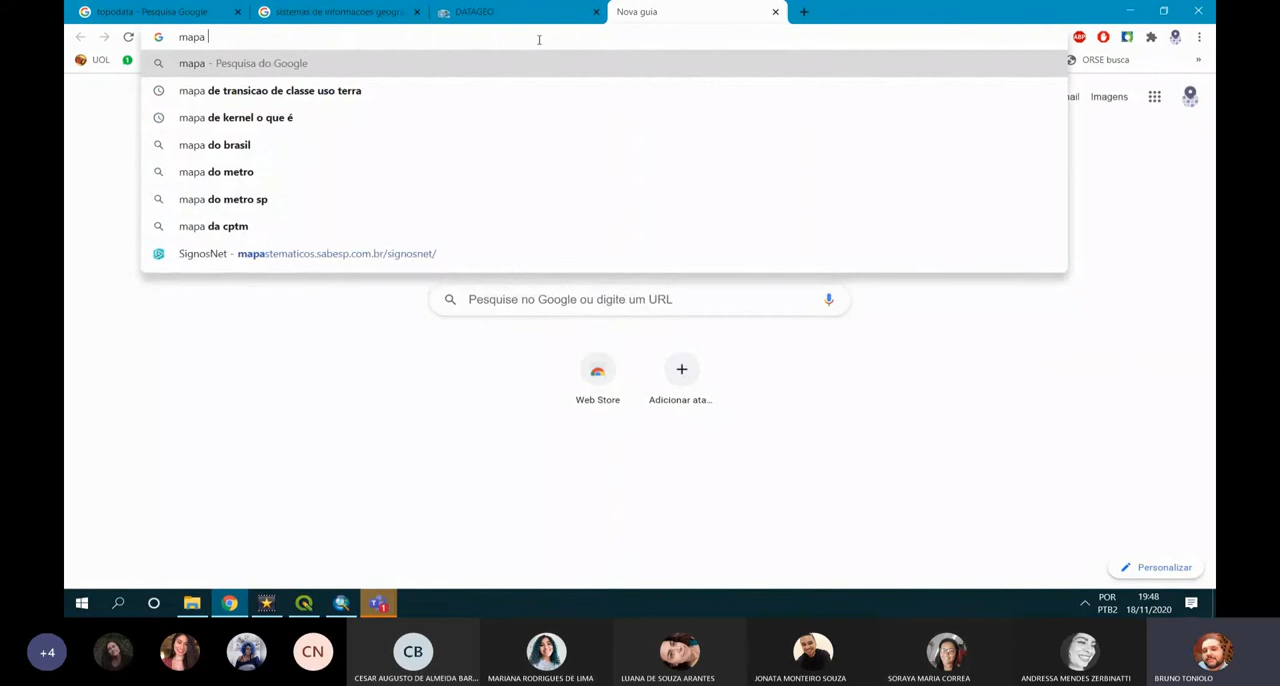 topodata - Pesquisa Google
sistemas de informacoes geogra
DATAGEO
Nova guia
mapa
UOL
1
ABP
ORSE busca
»
mapa - Pesquisa do Google
mapa de transicao de classe uso terra
mapa de kernel o que é
mapa do brasil
mapa do metro
mapa do metro sp
mapa da cptm
SignosNet - mapastematicos.sabesp.com.br/signosnet/
ail Imagens
Pesquise no Google ou digite um URL
Web Store
Adicionar ata...
Personalizar
POR
PTB2
19:48
18/11/2020
1
+4
CN
CB
CESAR AUGUSTO DE ALMEIDA BAR...
MARIANA RODRIGUES DE LIMA
LUANA DE SOUZA ARANTES
JONATA MONTEIRO SOUZA
SORAYA MARIA CORREA
ANDRESSA MENDES ZERBINATTI
BRUNO TONIOLO